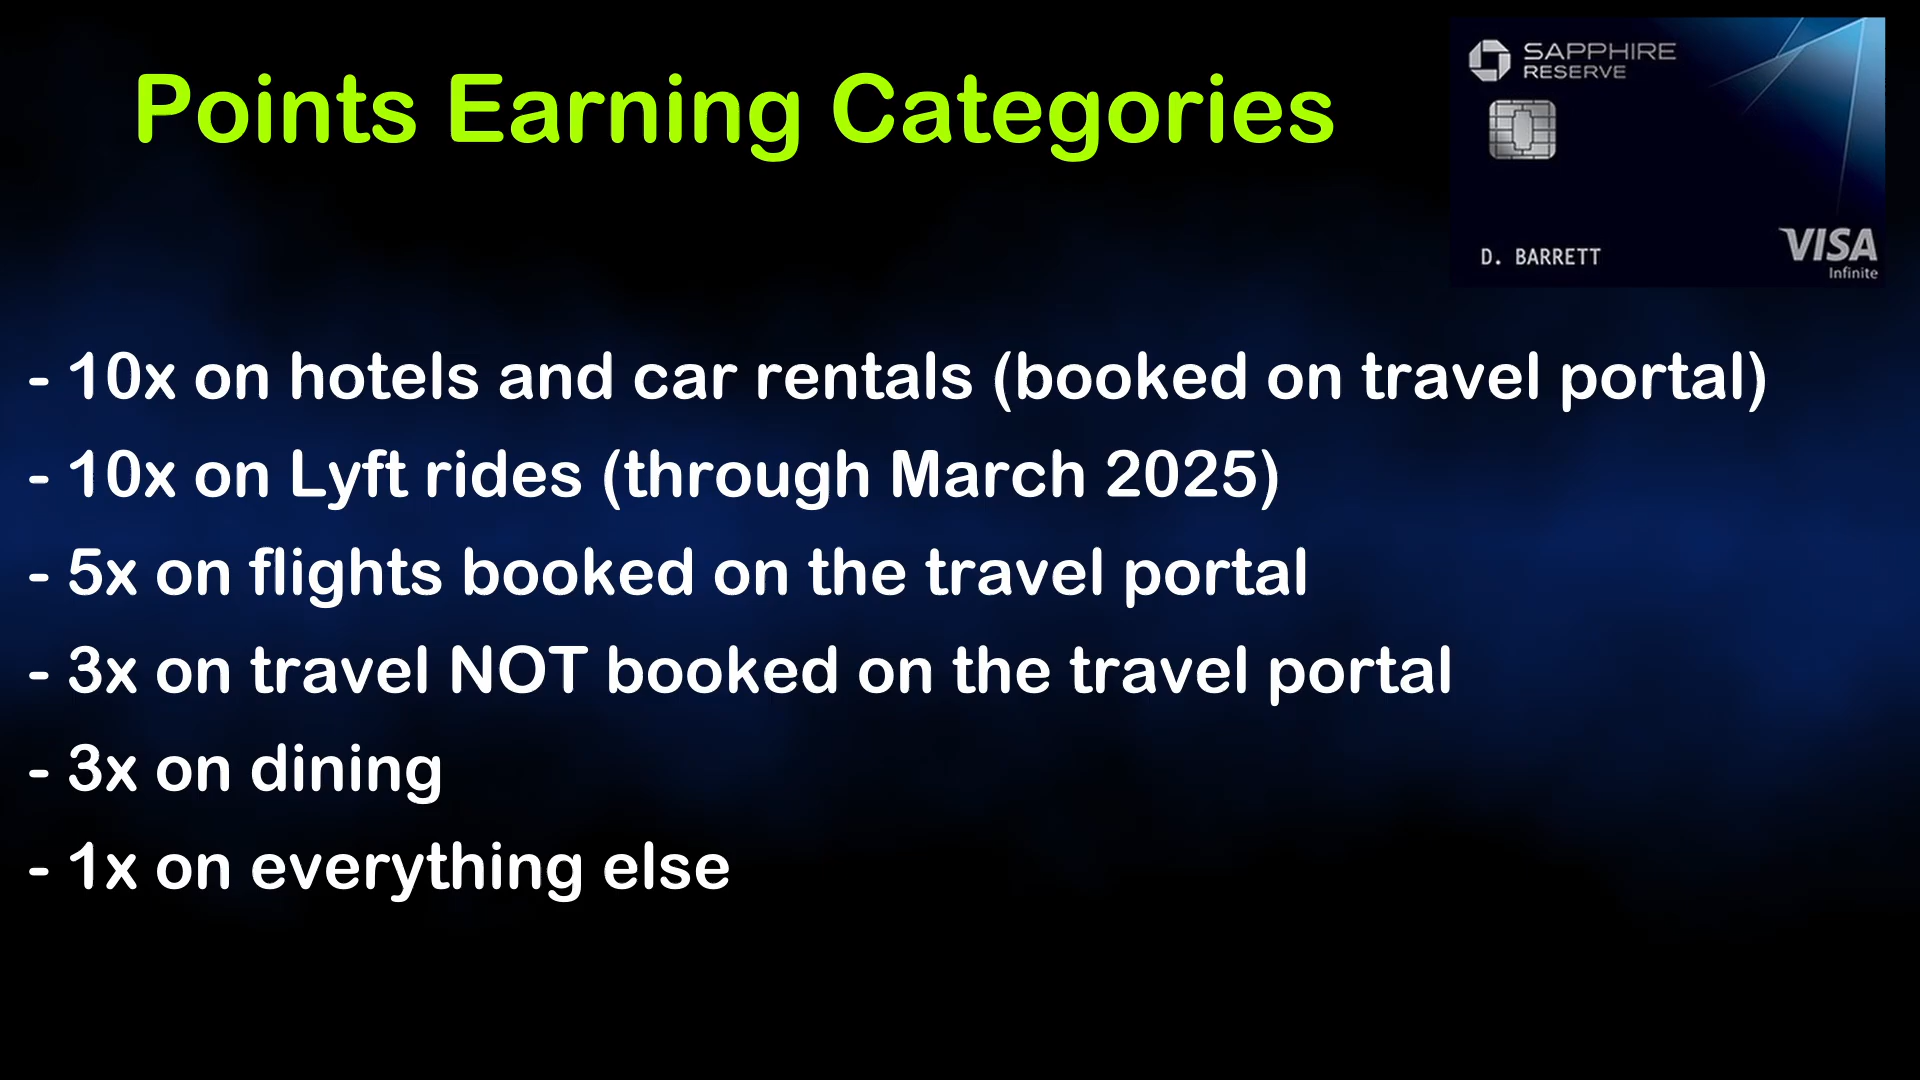 Points Earning Categories
SAPPHIRE
RESERVE
D. BARRETT
VISA
Infinite
- 10x on hotels and car rentals (booked on travel portal)
- 10x on Lyft rides (through March 2025)
- 5x on flights booked on the travel portal
- 3x on travel NOT booked on the travel portal
- 3x on dining
- 1x on everything else